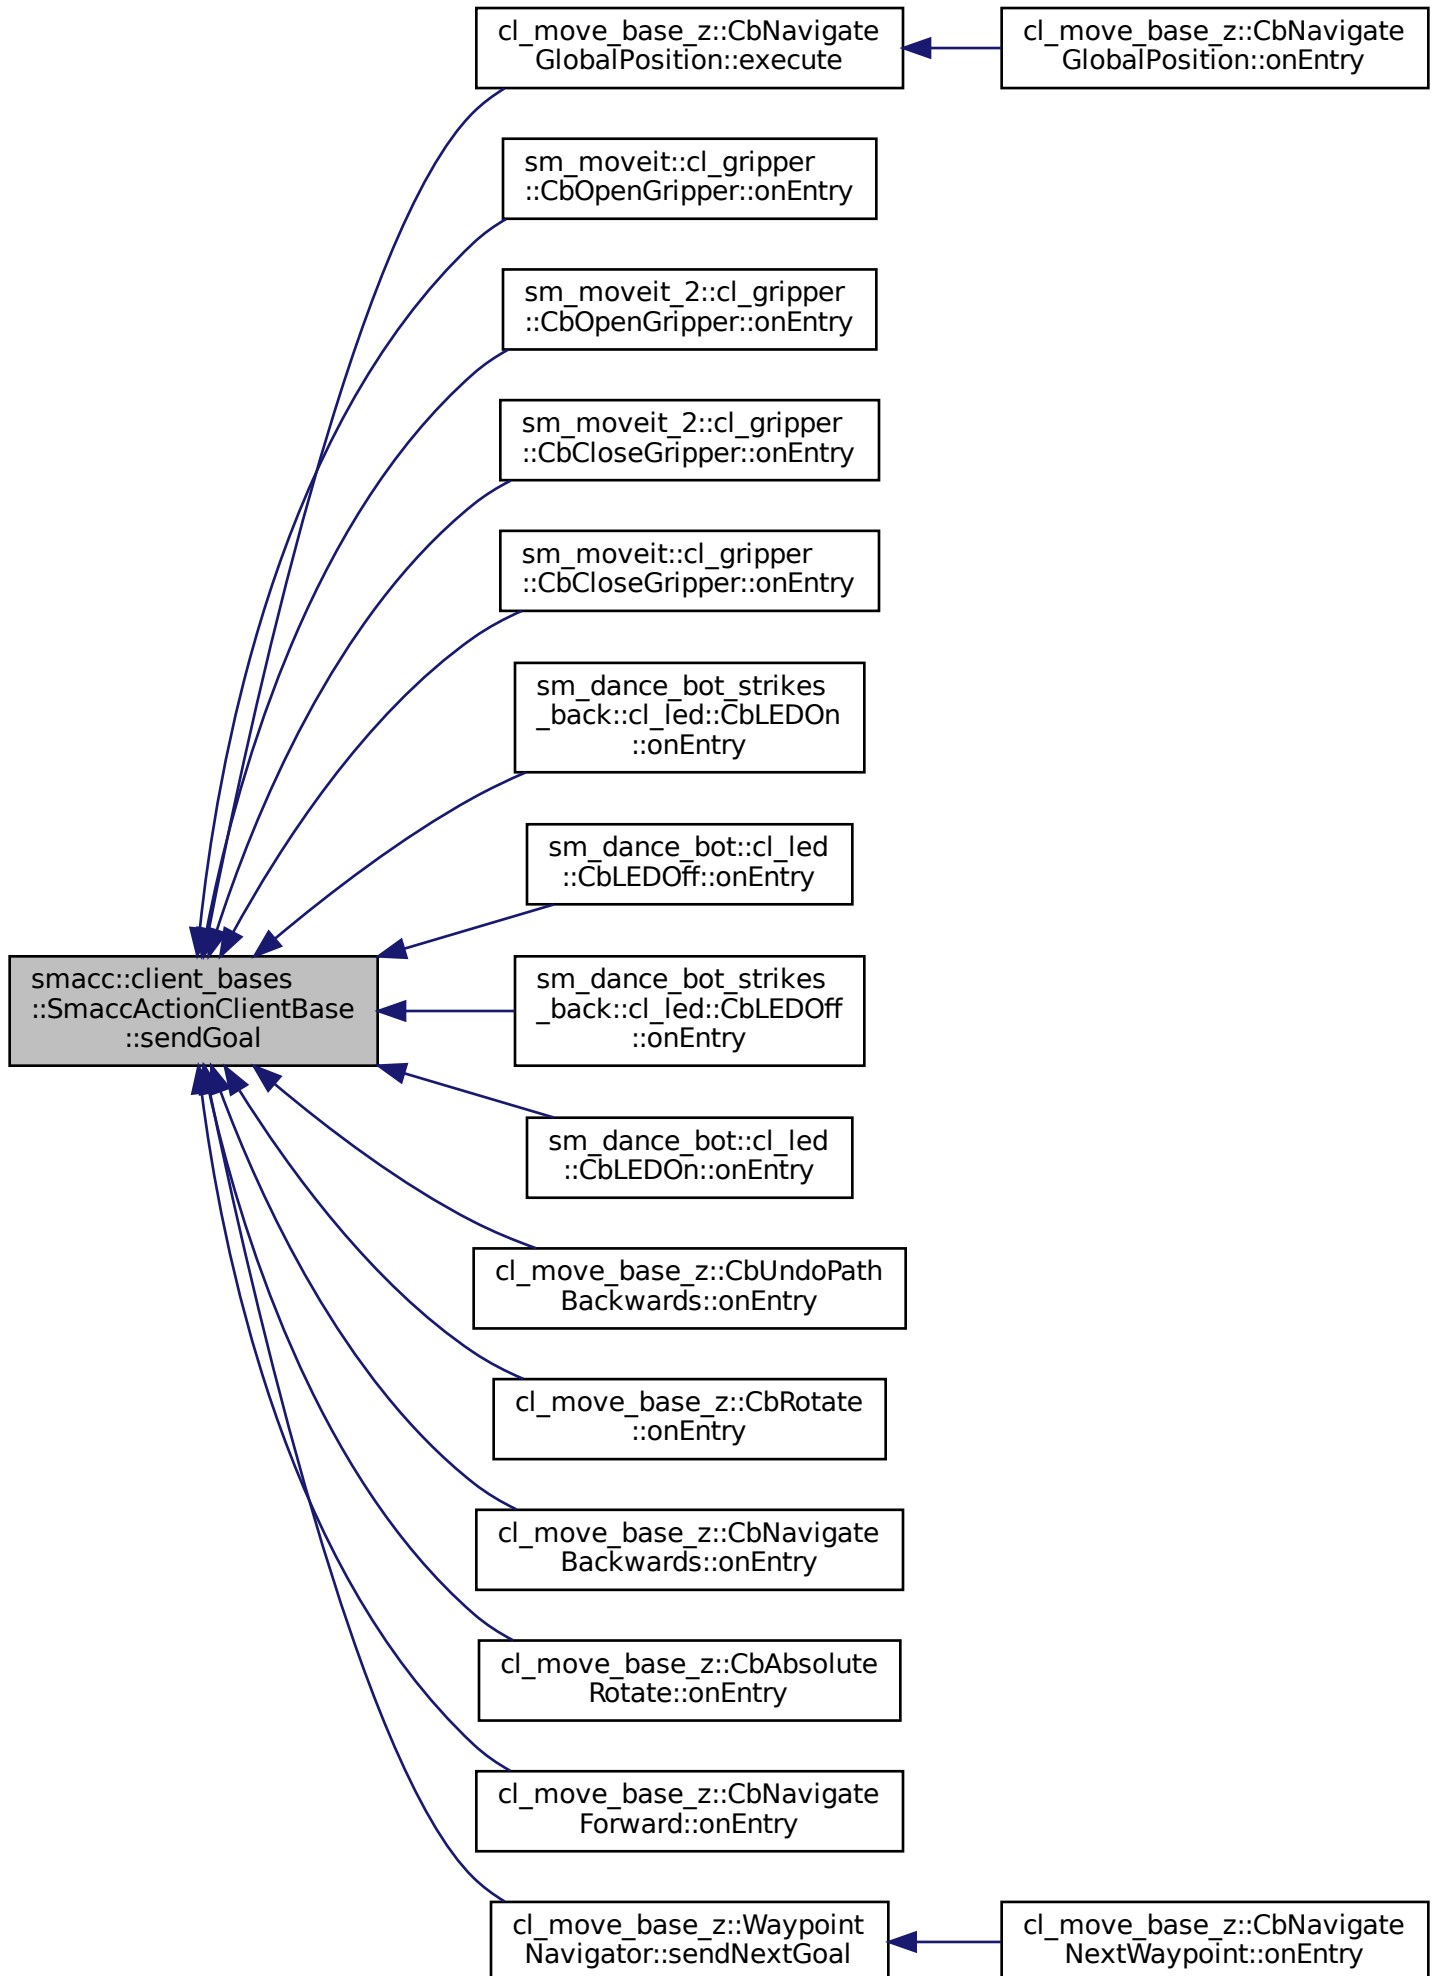 cl_move_base_z::CbNavigate
GlobalPosition::execute
cl_move_base_z::CbNavigate
GlobalPosition::onEntry
sm_moveit::cl_gripper
::CbOpenGripper::onEntry
sm_moveit_2::cl_gripper
::CbOpenGripper::onEntry
sm_moveit_2::cl_gripper
::CbCloseGripper::onEntry
sm_moveit::cl_gripper
::CbCloseGripper::onEntry
sm_dance_bot_strikes
_back::cl_led::CbLEDOn
::onEntry
sm_dance_bot::cl_led
::CbLEDOff::onEntry
smacc::client_bases
::SmaccActionClientBase
::sendGoal
sm_dance_bot_strikes
_back::cl_led::CbLEDOff
::onEntry
sm_dance_bot::cl_led
::CbLEDOn::onEntry
cl_move_base_z::CbUndoPath
Backwards::onEntry
cl_move_base_z::CbRotate
::onEntry
cl_move_base_z::CbNavigate
Backwards::onEntry
cl_move_base_z::CbAbsolute
Rotate::onEntry
cl_move_base_z::CbNavigate
Forward::onEntry
cl_move_base_z::Waypoint
Navigator::sendNextGoal
cl_move_base_z::CbNavigate
NextWaypoint::onEntry